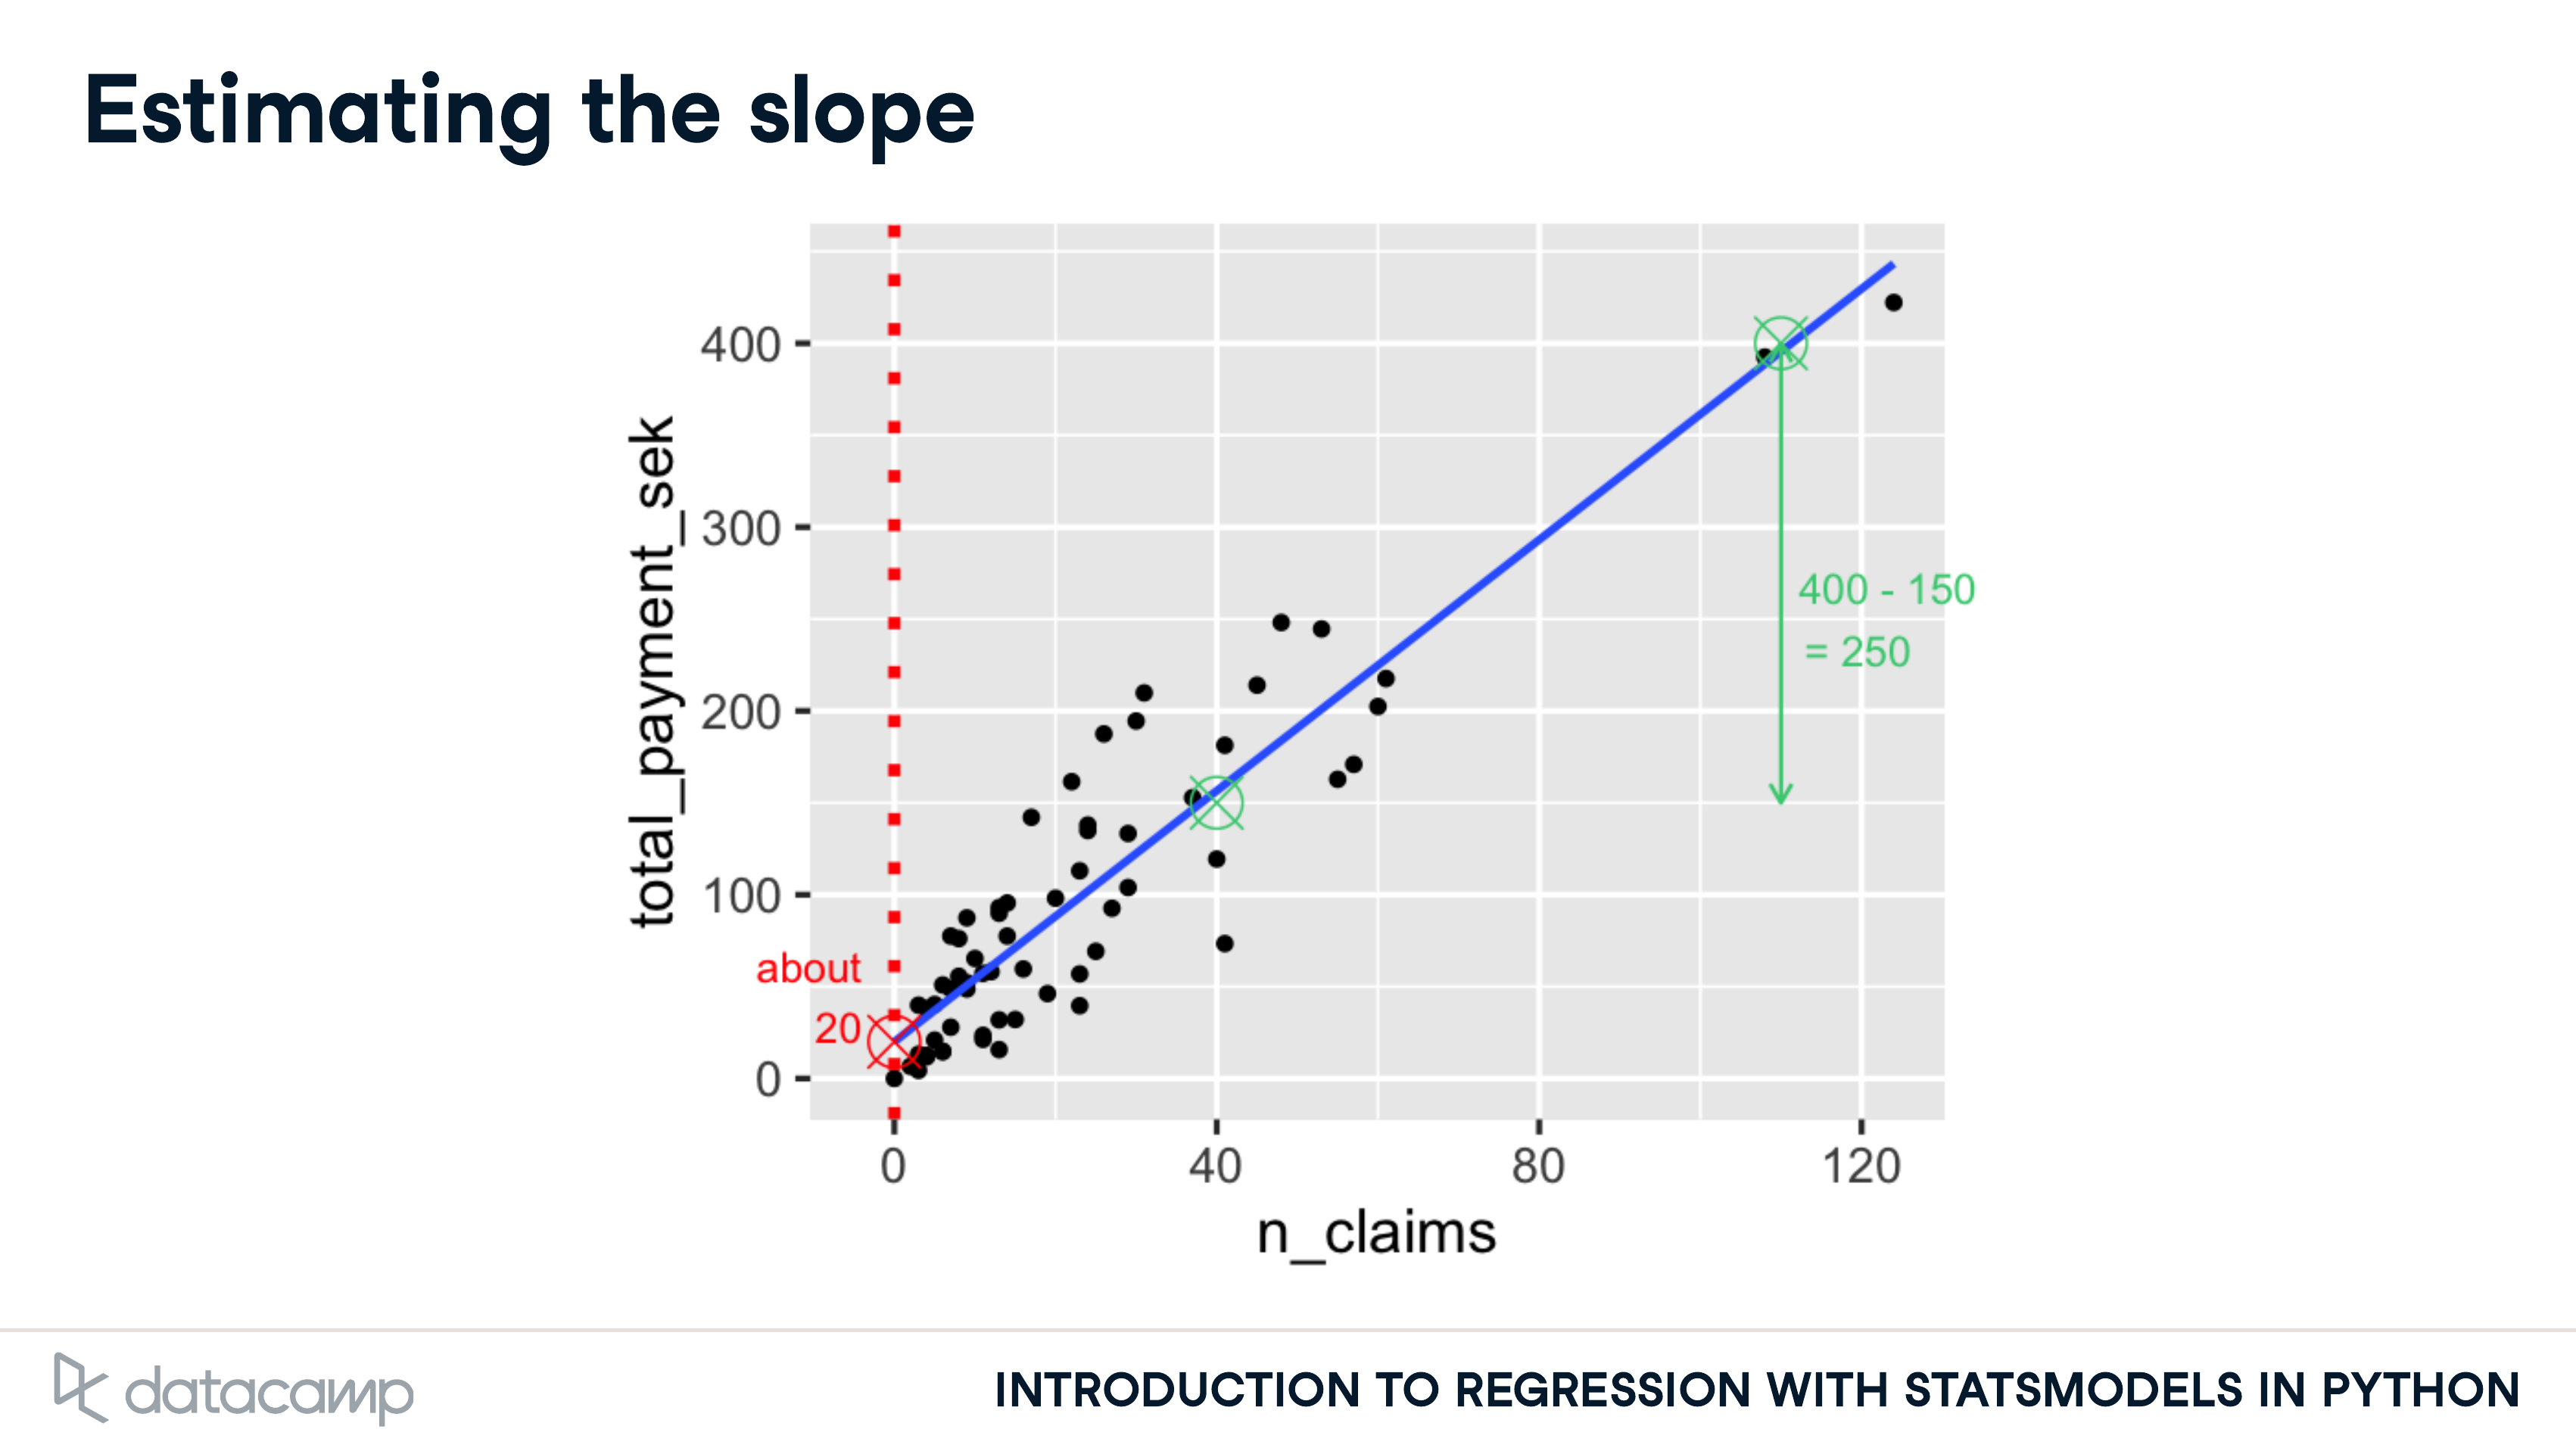 Estimating the slope
total_payment_sek
400
300
200
100
0
about
20
400 - 150
= 250
0 40 80 120
n_claims
datacamp
INTRODUCTION TO REGRESSION WITH STATSMODELS IN PYTHON